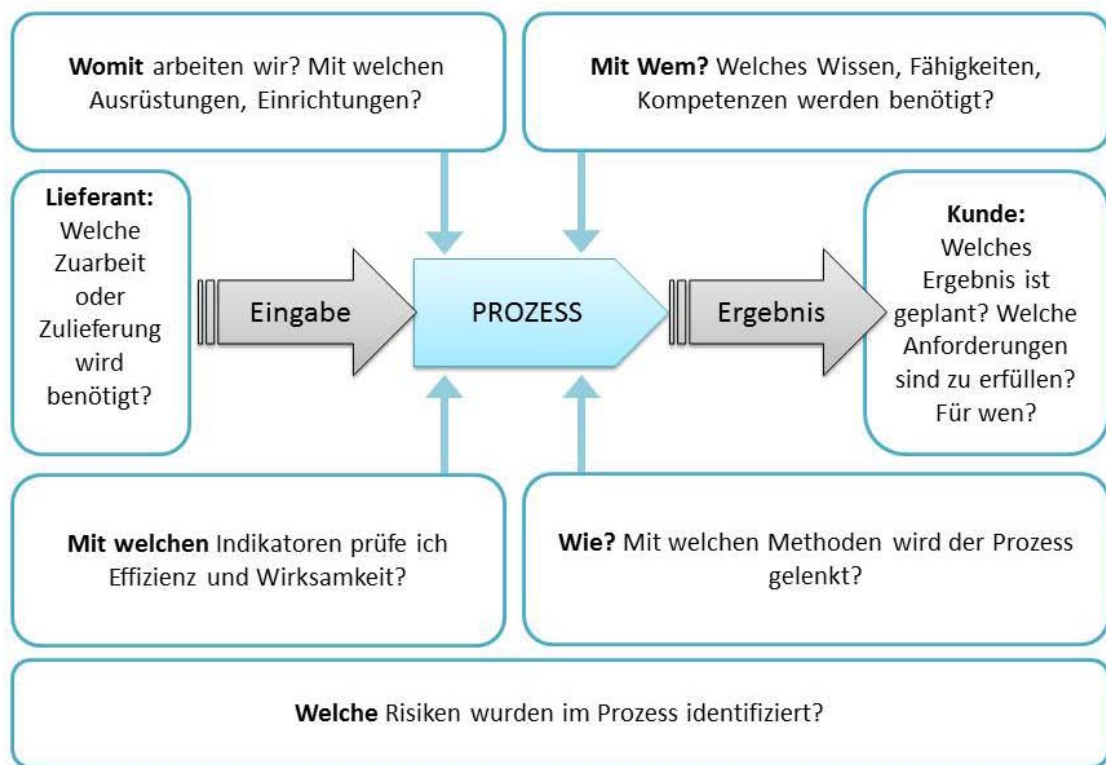 Womit arbeiten wir? Mit welchen
Ausrüstungen, Einrichtungen?
Mit Wem? Welches Wissen, Fähigkeiten,
Kompetenzen werden benötigt?
Lieferant:
Welche
Zuarbeit
oder
Zulieferung
wird
benötigt?
Eingabe
PROZESS
Ergebnis
Kunde:
Welches
Ergebnis ist
geplant? Welche
Anforderungen
sind zu erfüllen?
Für wen?
Mit welchen Indikatoren prüfe ich
Effizienz und Wirksamkeit?
Wie? Mit welchen Methoden wird der Prozess
gelenkt?
Welche Risiken wurden im Prozess identifiziert?